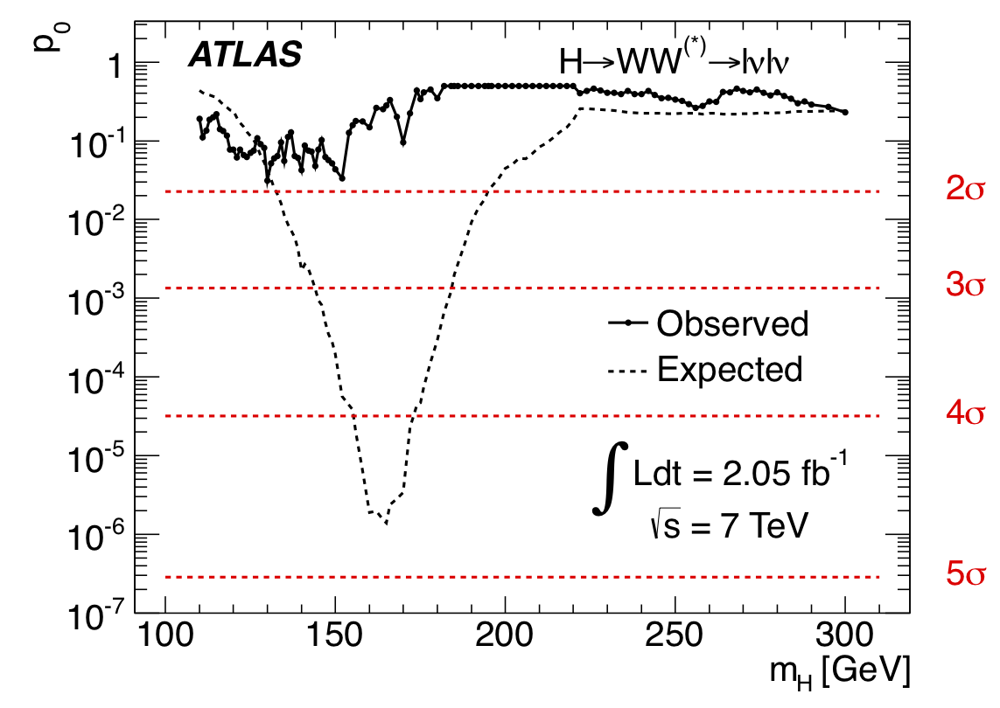 p₀
ATLAS
H→WW(*)→lνlν
1
10⁻¹
2σ
10⁻²
10⁻³
3σ
Observed
Expected
10⁻⁴
4σ
10⁻⁵
∫ Ldt = 2.05 fb⁻¹
√s = 7 TeV
10⁻⁶
5σ
10⁻⁷
100 150 200 250 300
m_H [GeV]